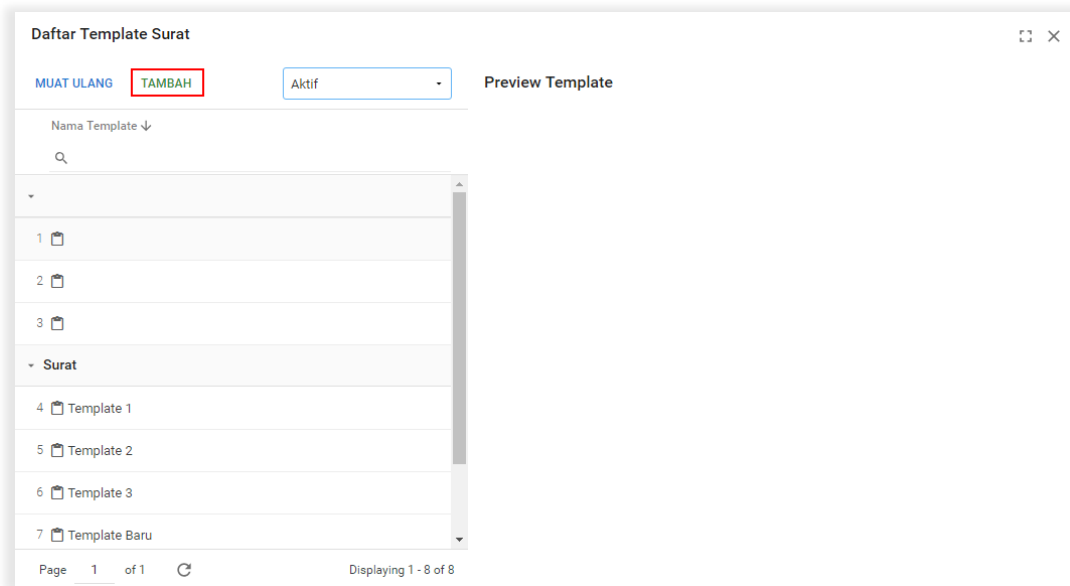 Daftar Template Surat
MUAT ULANG TAMBAH Aktif
Preview Template
Nama Template
1
2
3
Surat
4 Template 1
5 Template 2
6 Template 3
7 Template Baru
Page 1 of 1 Displaying 1 - 8 of 8